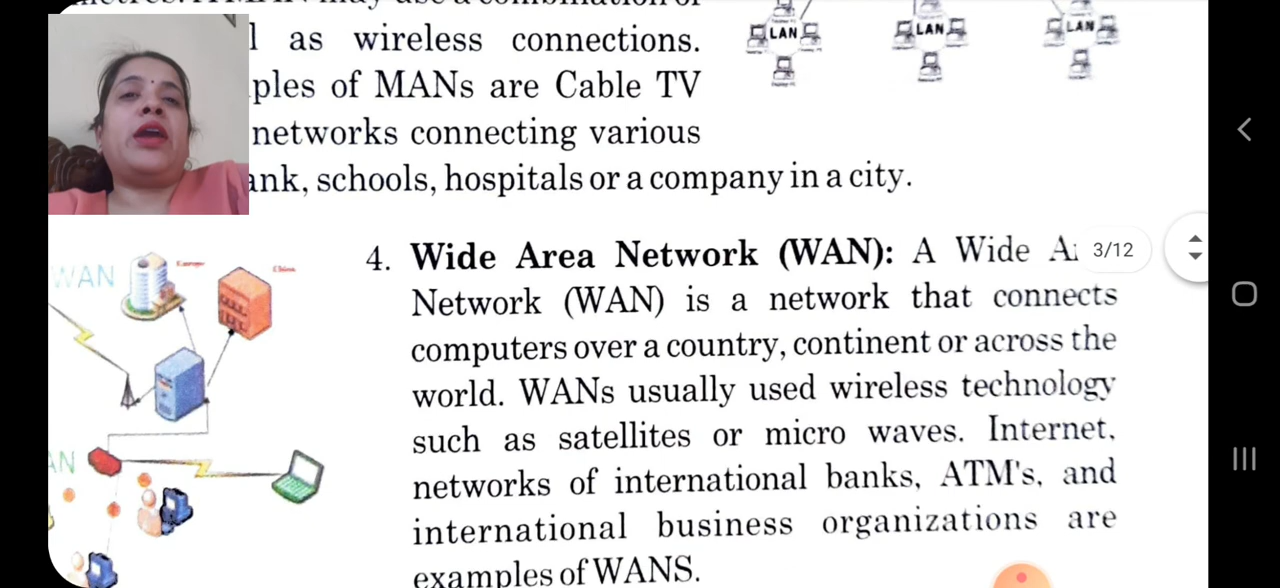 l as wireless connections.
ples of MANs are Cable TV
networks connecting various
ank, schools, hospitals or a company in a city.
LAN
LAN
LAN
WAN
Europe
China
AN
4. Wide Area Network (WAN): A Wide A
3/12
Network (WAN) is a network that connects
computers over a country, continent or across the
world. WANs usually used wireless technology
such as satellites or micro waves. Internet,
networks of international banks, ATM's, and
international business organizations are
examples of WANS.